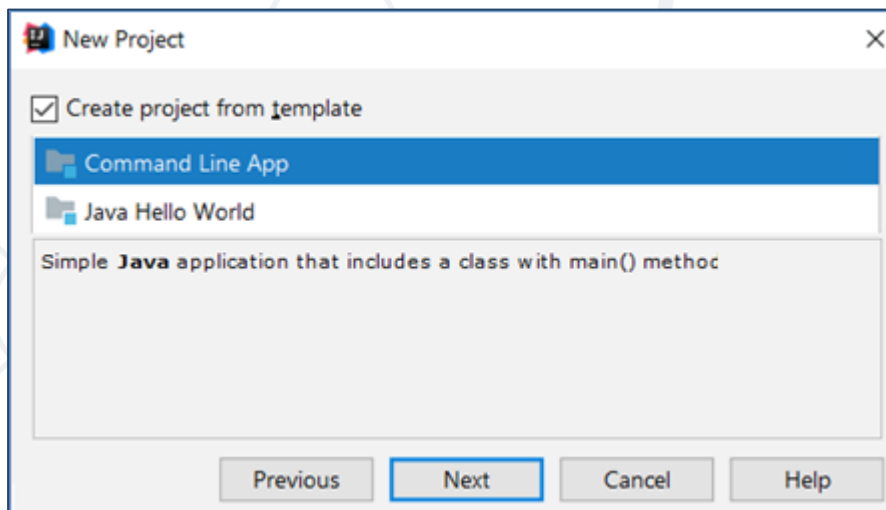 New Project
Create project from template
Command Line App
Java Hello World
Simple Java application that includes a class with main() method
Previous Next Cancel Help